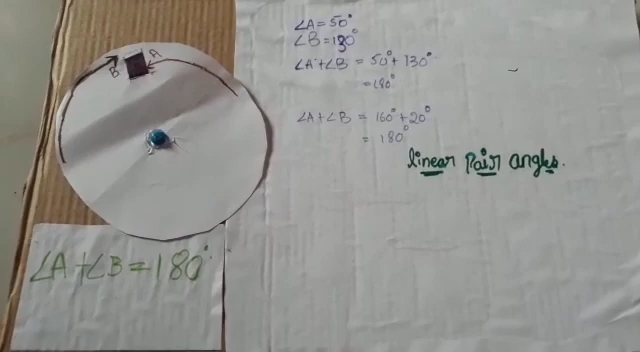 B A
∠A = 50°
∠B = 130°
∠A + ∠B = 50° + 130°
= 180°
∠A + ∠B = 160° + 20°
= 180°
linear Pair angles.
∠A + ∠B = 180°